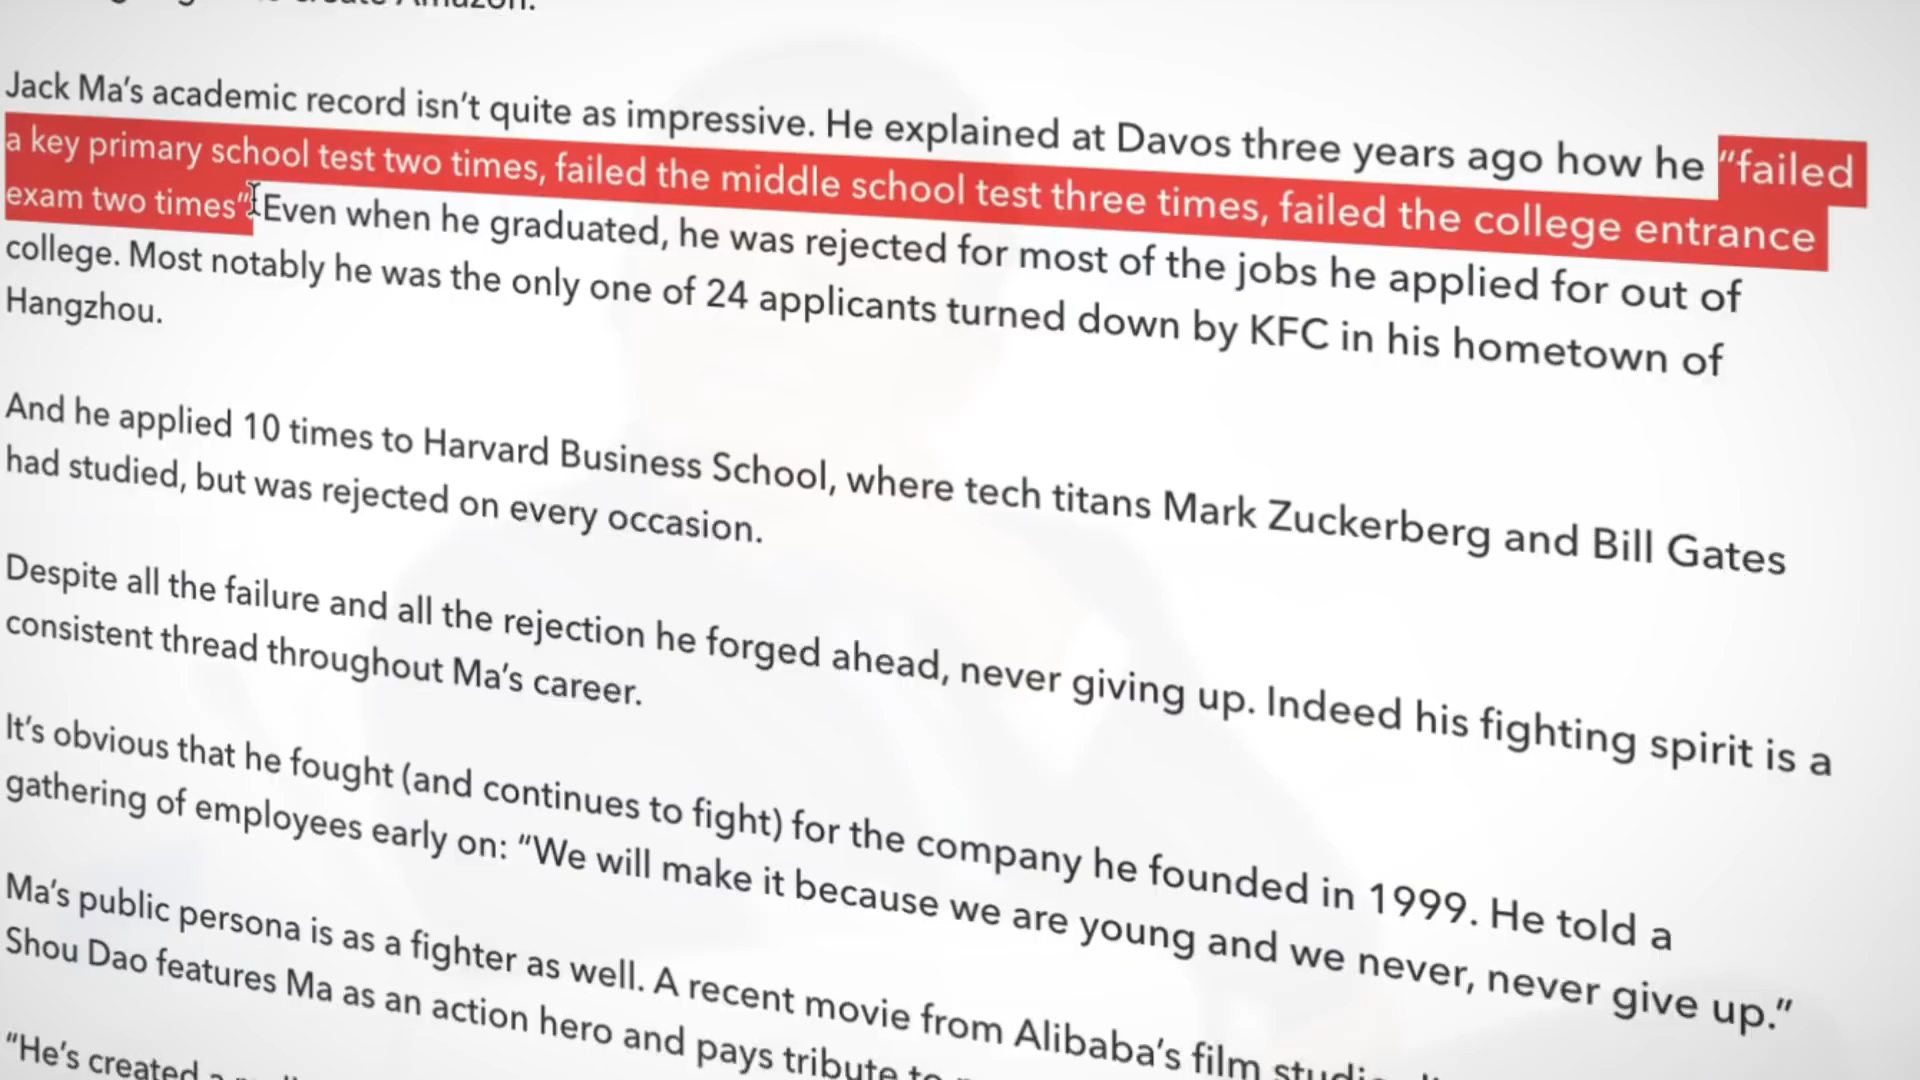 create Amazon.
Jack Ma’s academic record isn’t quite as impressive. He explained at Davos three years ago how he “failed
a key primary school test two times, failed the middle school test three times, failed the college entrance
exam two times”. Even when he graduated, he was rejected for most of the jobs he applied for out of
college. Most notably he was the only one of 24 applicants turned down by KFC in his hometown of
Hangzhou.
And he applied 10 times to Harvard Business School, where tech titans Mark Zuckerberg and Bill Gates
had studied, but was rejected on every occasion.
Despite all the failure and all the rejection he forged ahead, never giving up. Indeed his fighting spirit is a
consistent thread throughout Ma’s career.
It’s obvious that he fought (and continues to fight) for the company he founded in 1999. He told a
gathering of employees early on: “We will make it because we are young and we never, never give up.”
Ma’s public persona is as a fighter as well. A recent movie from Alibaba’s film
Shou Dao features Ma as an action hero and pays tribute to
“He’s created a